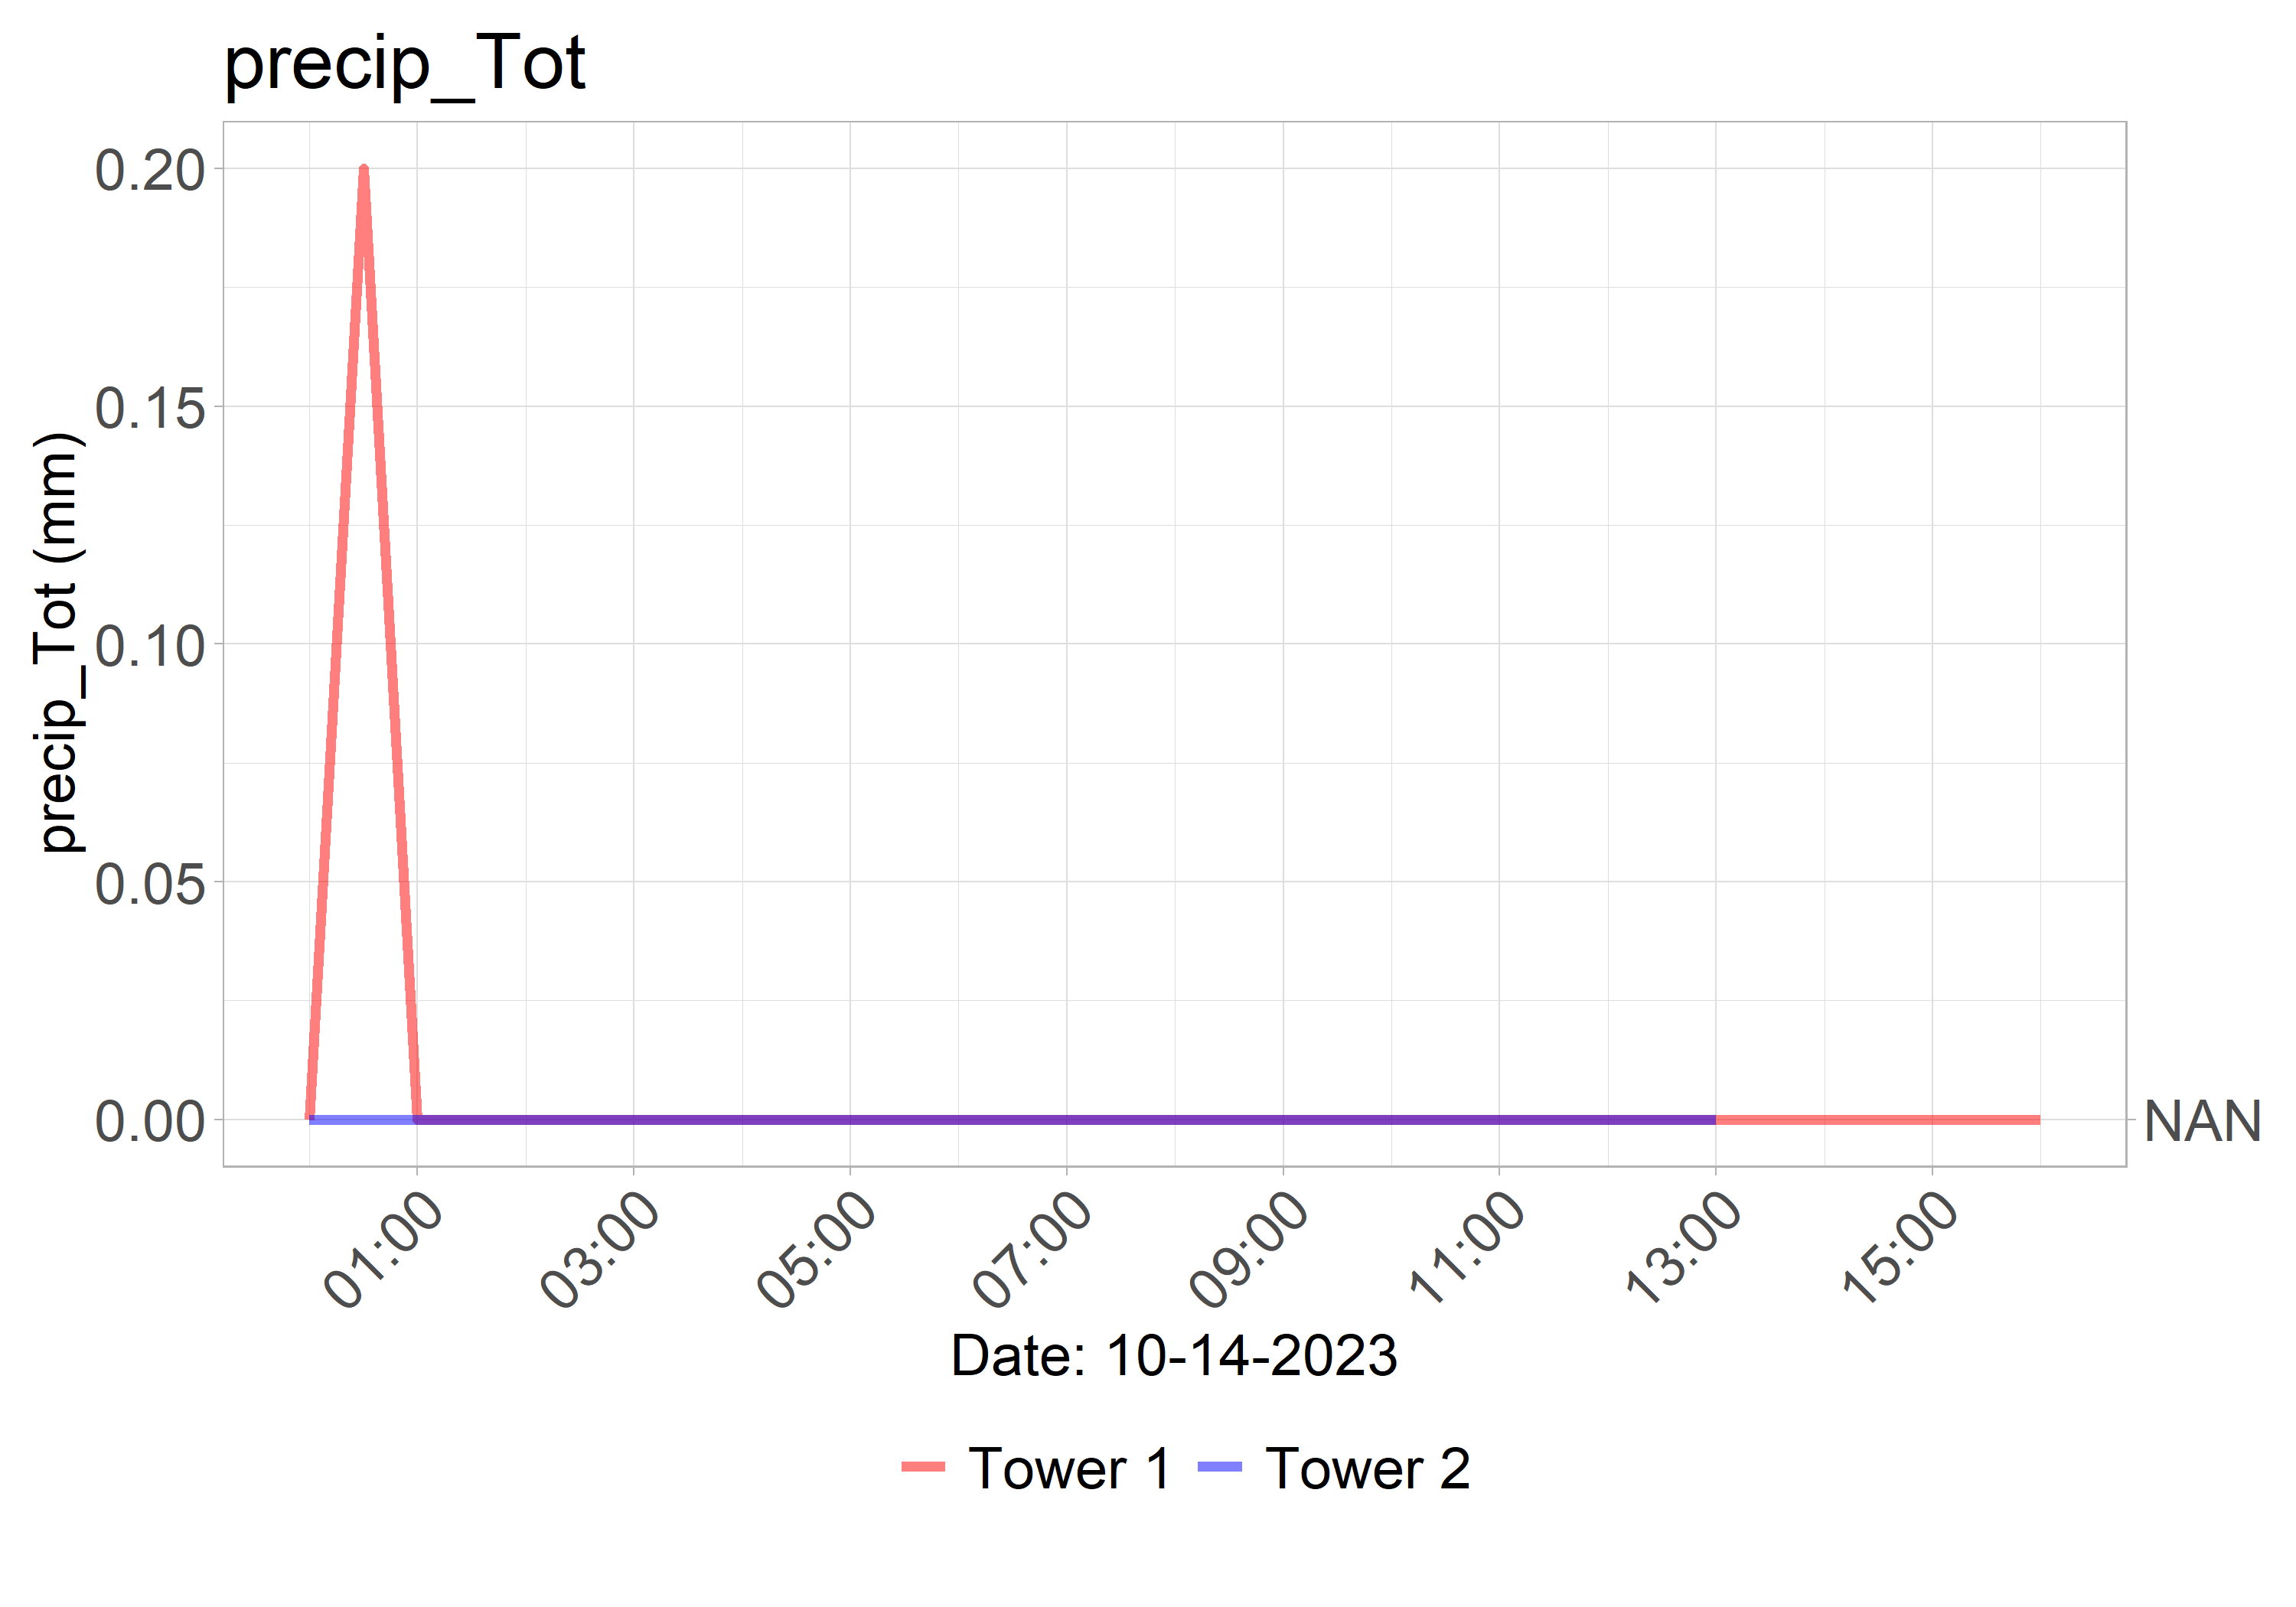 precip_Tot
precip_Tot (mm)
0.20
0.15
0.10
0.05
0.00
NAN
01:00
03:00
05:00
07:00
09:00
11:00
13:00
15:00
Date: 10-14-2023
Tower 1
Tower 2